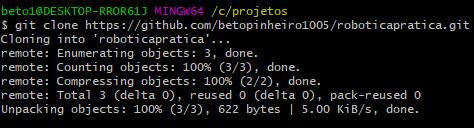 beto1@DESKTOP-RROR61J MINGW64 /c/projetos
$ git clone https://github.com/betopinheiro1005/roboticapratica.git
Cloning into 'roboticapratica'...
remote: Enumerating objects: 3, done.
remote: Counting objects: 100% (3/3), done.
remote: Compressing objects: 100% (2/2), done.
remote: Total 3 (delta 0), reused 0 (delta 0), pack-reused 0
Unpacking objects: 100% (3/3), 622 bytes | 5.00 KiB/s, done.